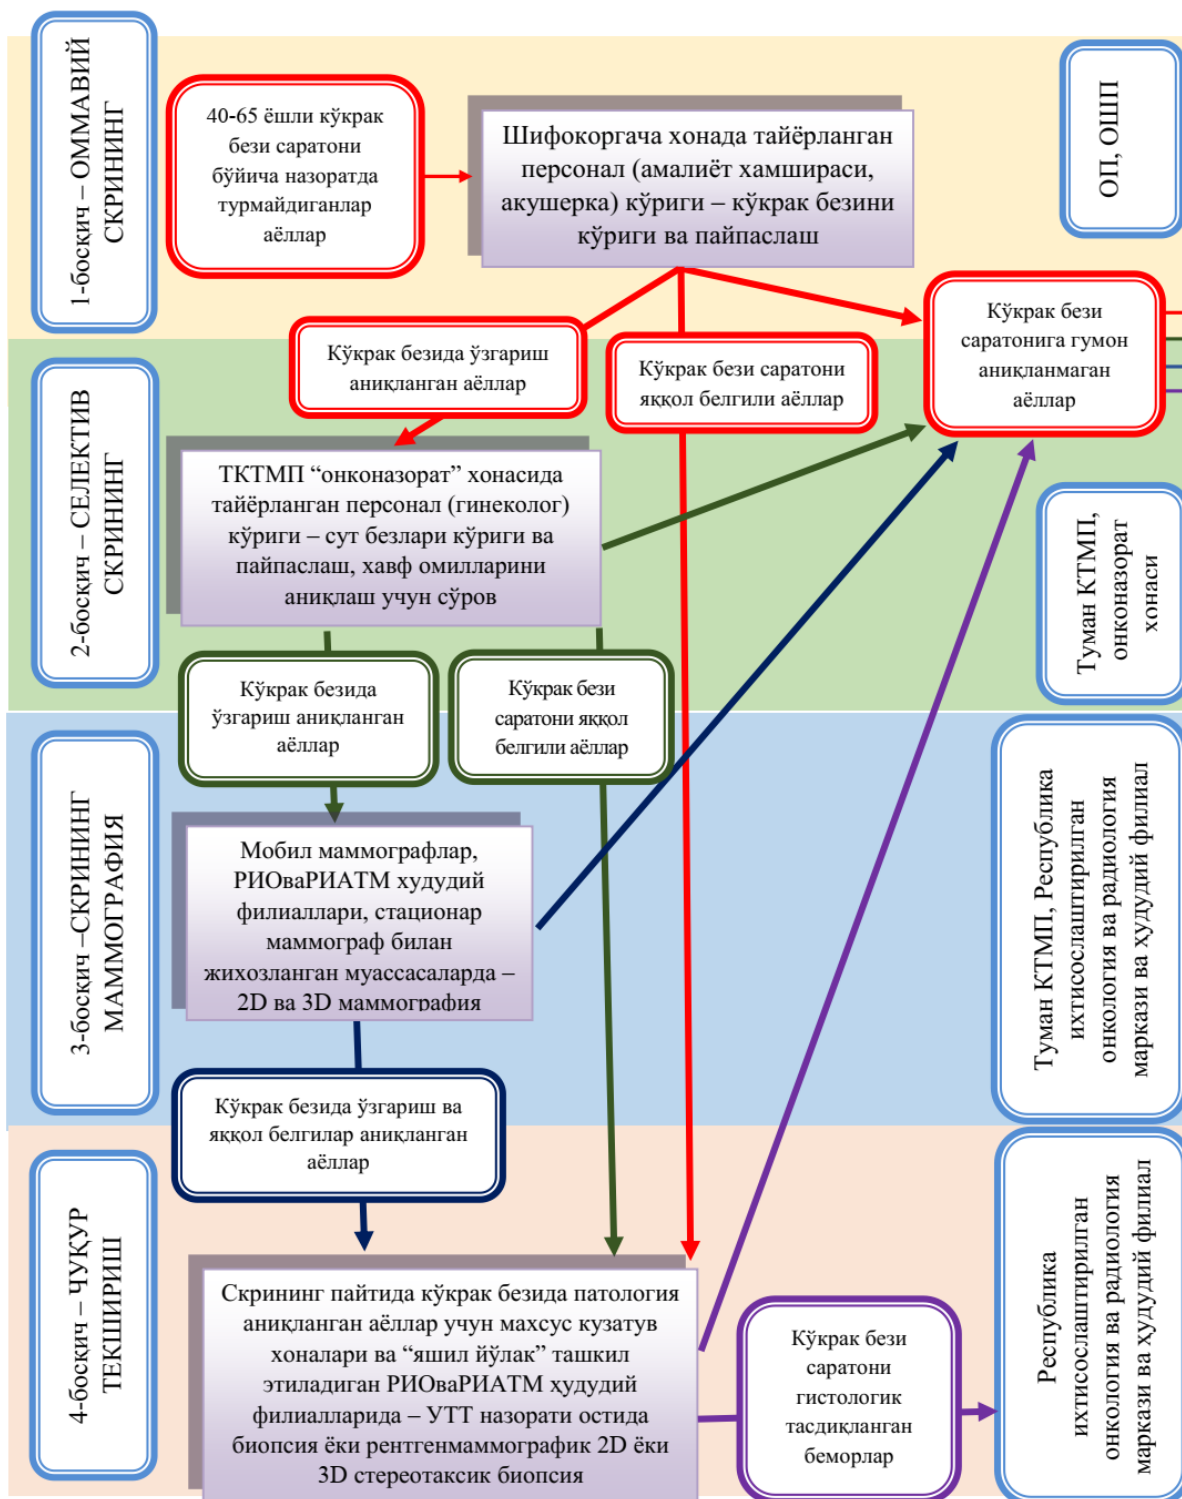 1-боскич – ОММАВИЙ
СКРИНИНГ
40-65 ёшли кўкрак
бези саратони
бўйича назоратда
турмайдиганлар
аёллар
Шифокоргача хонада тайёрланган
персонал (амалиёт хамшираси,
акушерка) кўриги – кўкрак безини
кўриги ва пайпаслаш
ОП, ОШП
Кўкрак безида ўзгариш
аниқланган аёллар
Кўкрак бези саратони
яққол белгили аёллар
Кўкрак бези
саратонига гумон
аниқланмаган
аёллар
2-боскич – СЕЛЕКТИВ
СКРИНИНГ
ТКТМП “онконазорат” хонасида
тайёрланган персонал (гинеколог)
кўриги – сут безлари кўриги ва
пайпаслаш, хавф омилларини
аниқлаш учун сўров
Туман КТМП,
онконазорат
хонаси
Кўкрак безида
ўзгариш аниқланган
аёллар
Кўкрак бези
саратони яққол
белгили аёллар
3-боскич –СКРИНИНГ
МАММОГРАФИЯ
Мобил маммографлар,
РИОваРИАТМ худудий
филиаллари, стационар
маммограф билан
жихозланган муассасаларда –
2D ва 3D маммография
Туман КТМП, Республика
ихтисослаштирилган
онкология ва радиология
маркази ва ҳудудий филиал
Кўкрак безида ўзгариш ва
яққол белгилар аниқланган
аёллар
4-боскич – ЧУҚУР
ТЕКШИРИШ
Скрининг пайтида кўкрак безида патология
аниқланган аёллар учун махсус кузатув
хоналари ва “яшил йўлак” ташкил
этиладиган РИОваРИАТМ ҳудудий
филиалларида – УТТ назорати остида
биопсия ёки рентгенмаммографик 2D ёки
3D стереотаксик биопсия
Кўкрак бези
саратони
гистологик
тасдиқланган
беморлар
Республика
ихтисослаштирилган
онкология ва радиология
маркази ва ҳудудий филиал